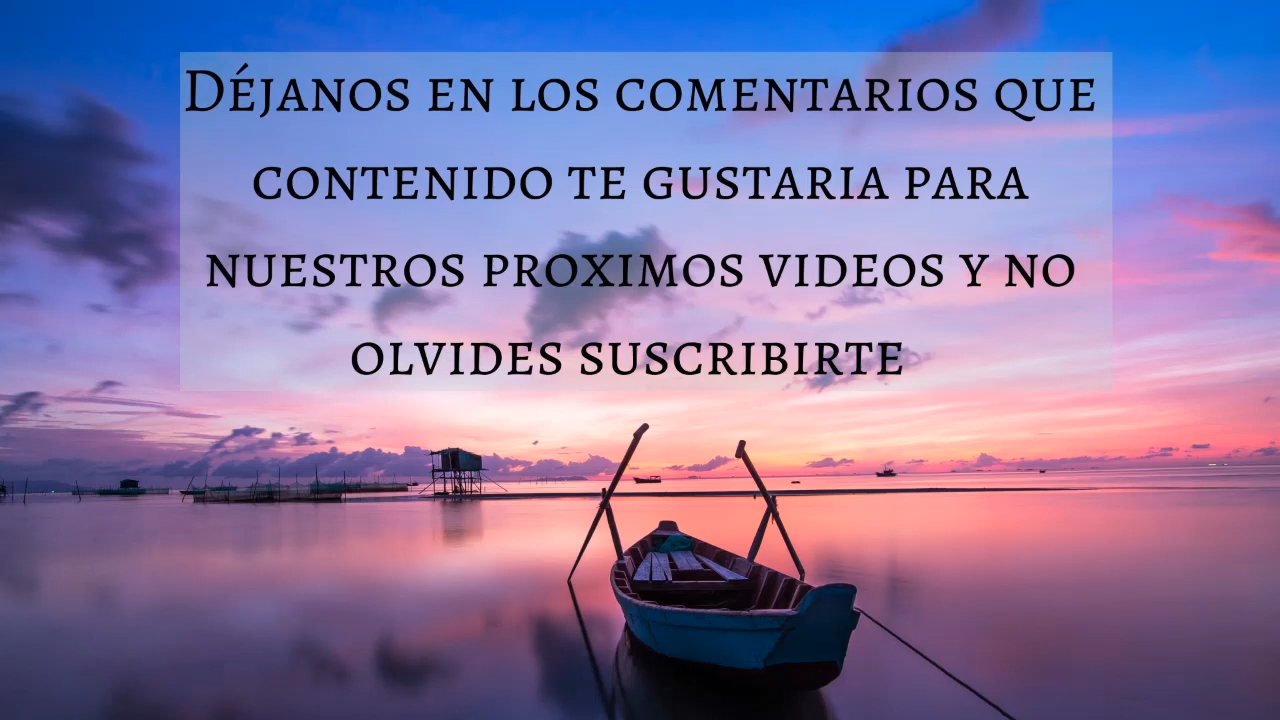 Déjanos en los comentarios que
contenido te gustaria para
nuestros proximos videos y no
olvides suscribirte